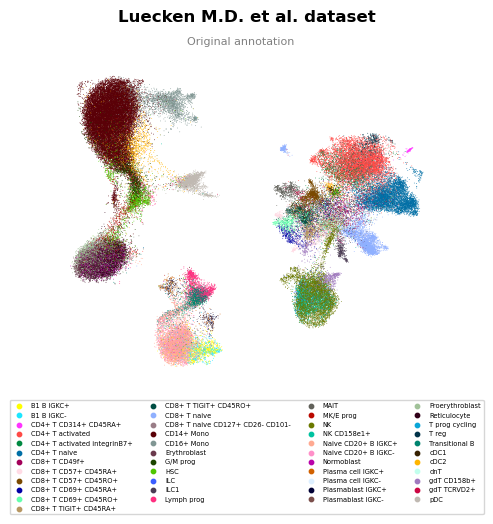 Luecken M.D. et al. dataset
Original annotation
B1 B IGKC+
B1 B IGKC-
CD4+ T CD314+ CD45RA+
CD4+ T activated
CD4+ T activated integrinB7+
CD4+ T naive
CD8+ T CD49f+
CD8+ T CD57+ CD45RA+
CD8+ T CD57+ CD45RO+
CD8+ T CD69+ CD45RA+
CD8+ T CD69+ CD45RO+
CD8+ T TIGIT+ CD45RA+
CD8+ T TIGIT+ CD45RO+
CD8+ T naive
CD8+ T naive CD127+ CD26- CD101-
CD14+ Mono
CD16+ Mono
Erythroblast
G/M prog
HSC
ILC
ILC1
Lymph prog
MAIT
MK/E prog
NK
NK CD158e1+
Naive CD20+ B IGKC+
Naive CD20+ B IGKC-
Normoblast
Plasma cell IGKC+
Plasma cell IGKC-
Plasmablast IGKC+
Plasmablast IGKC-
Proerythroblast
Reticulocyte
T prog cycling
T reg
Transitional B
cDC1
cDC2
dnT
gdT CD158b+
gdT TCRVD2+
pDC